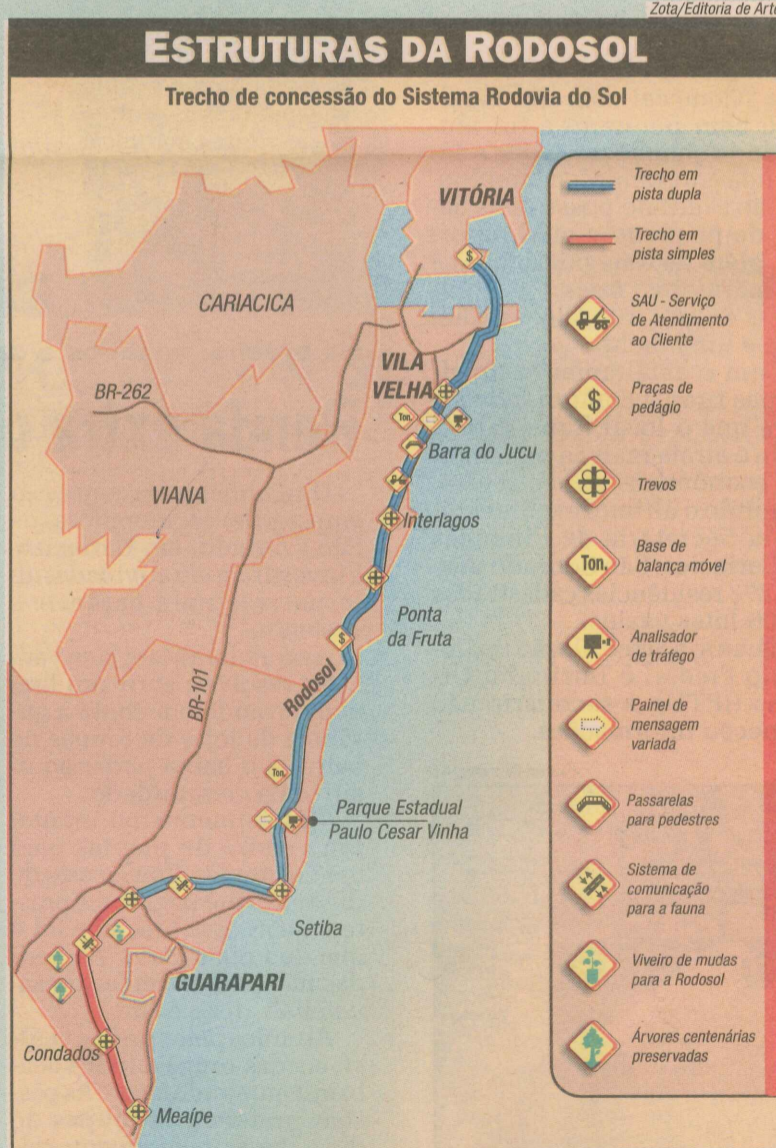 Zota/Editoria de Arte
ESTRUTURAS DA RODOSOL
Trecho de concessão do Sistema Rodovia do Sol
VITÓRIA
CARIACICA
VILA
VELHA
BR-262
Ton.
Barra do Jucu
VIANA
Interlagos
Ponta
da Fruta
Rodosol
BR-101
Ton.
Parque Estadual
Paulo Cesar Vinha
Setiba
GUARAPARI
Condados
Meaípe
Trecho em
pista dupla
Trecho em
pista simples
SAU - Serviço
de Atendimento
ao Cliente
$
Praças de
pedágio
Trevos
Ton.
Base de
balança móvel
Analisador
de tráfego
Painel de
mensagem
variada
Passarelas
para pedestres
Sistema de
comunicação
para a fauna
Viveiro de mudas
para a Rodosol
Árvores centenárias
preservadas